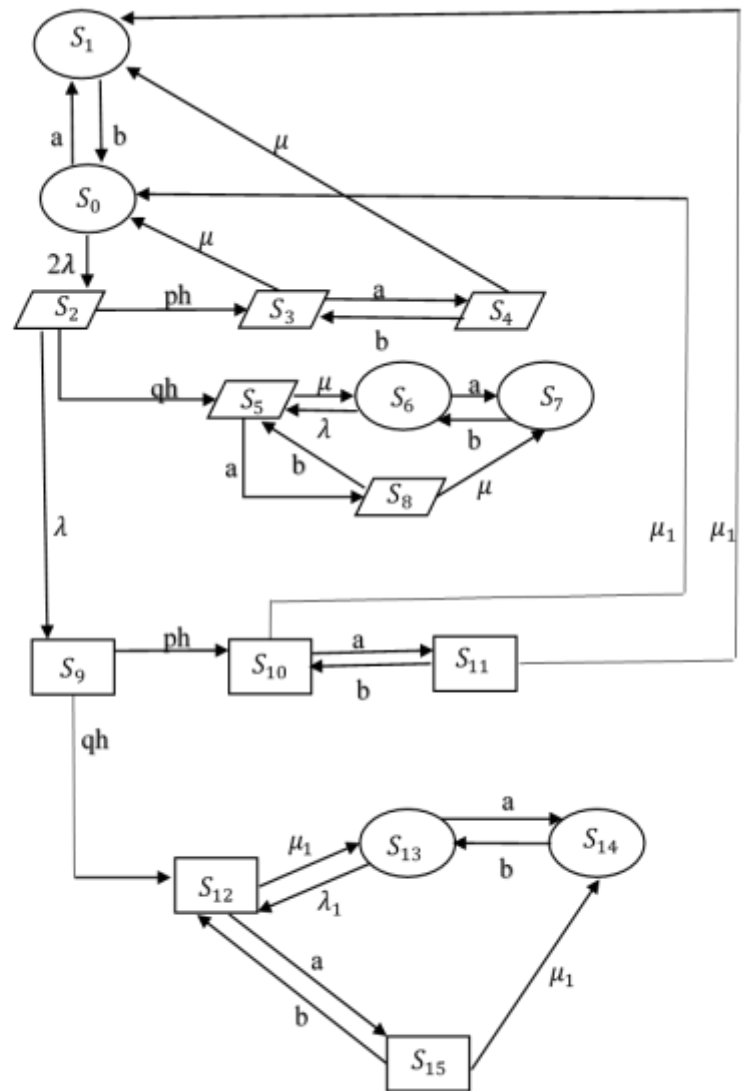 S₁
a b
μ
S₀
2λ μ
S₂ ph S₃ a S₄
b
qh S₅ μ S₆ a S₇
λ b
a b
S₈ μ
λ μ₁ μ₁
S₉ ph S₁₀ a S₁₁
b
qh
a
μ₁ S₁₃ S₁₄
b
S₁₂ λ₁
a
b μ₁
S₁₅